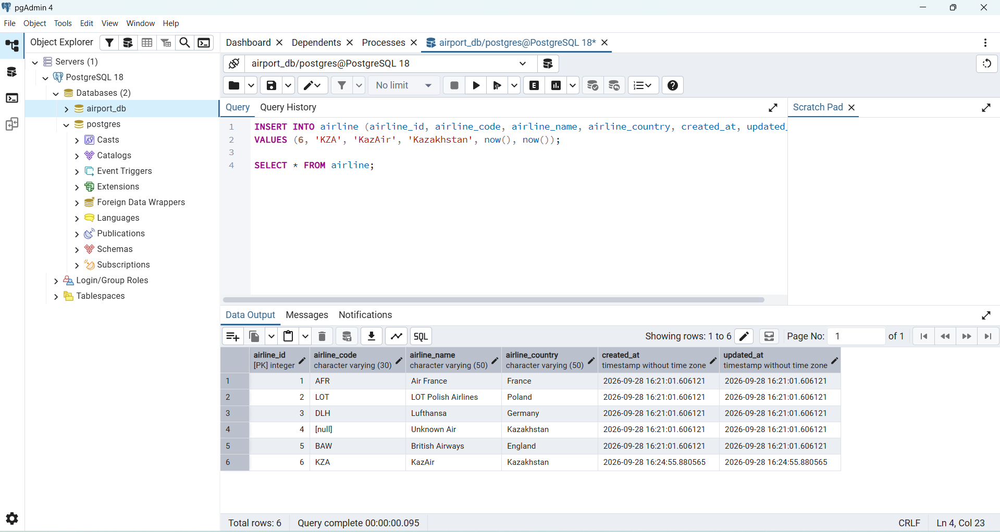 pgAdmin 4
File Object Tools Edit View Window Help
Object Explorer
Servers (1)
PostgreSQL 18
Databases (2)
airport_db
postgres
Casts
Catalogs
Event Triggers
Extensions
Foreign Data Wrappers
Languages
Publications
Schemas
Subscriptions
Login/Group Roles
Tablespaces
Dashboard Dependents Processes airport_db/postgres@PostgreSQL 18*
airport_db/postgres@PostgreSQL 18
No limit
E
Query Query History
Scratch Pad
1 INSERT INTO airline (airline_id, airline_code, airline_name, airline_country, created_at, updated_
2 VALUES (6, 'KZA', 'KazAir', 'Kazakhstan', now(), now());
3
4 SELECT * FROM airline;
Data Output Messages Notifications
SQL Showing rows: 1 to 6 Page No: 1 of 1
airline_id airline_code airline_name airline_country created_at updated_at
[PK] integer character varying (30) character varying (50) character varying (50) timestamp without time zone timestamp without time zone
1 1 AFR Air France France 2026-09-28 16:21:01.606121 2026-09-28 16:21:01.606121
2 2 LOT LOT Polish Airlines Poland 2026-09-28 16:21:01.606121 2026-09-28 16:21:01.606121
3 3 DLH Lufthansa Germany 2026-09-28 16:21:01.606121 2026-09-28 16:21:01.606121
4 4 [null] Unknown Air Kazakhstan 2026-09-28 16:21:01.606121 2026-09-28 16:21:01.606121
5 5 BAW British Airways England 2026-09-28 16:21:01.606121 2026-09-28 16:21:01.606121
6 6 KZA KazAir Kazakhstan 2026-09-28 16:24:55.880565 2026-09-28 16:24:55.880565
Total rows: 6 Query complete 00:00:00.095 CRLF Ln 4, Col 23